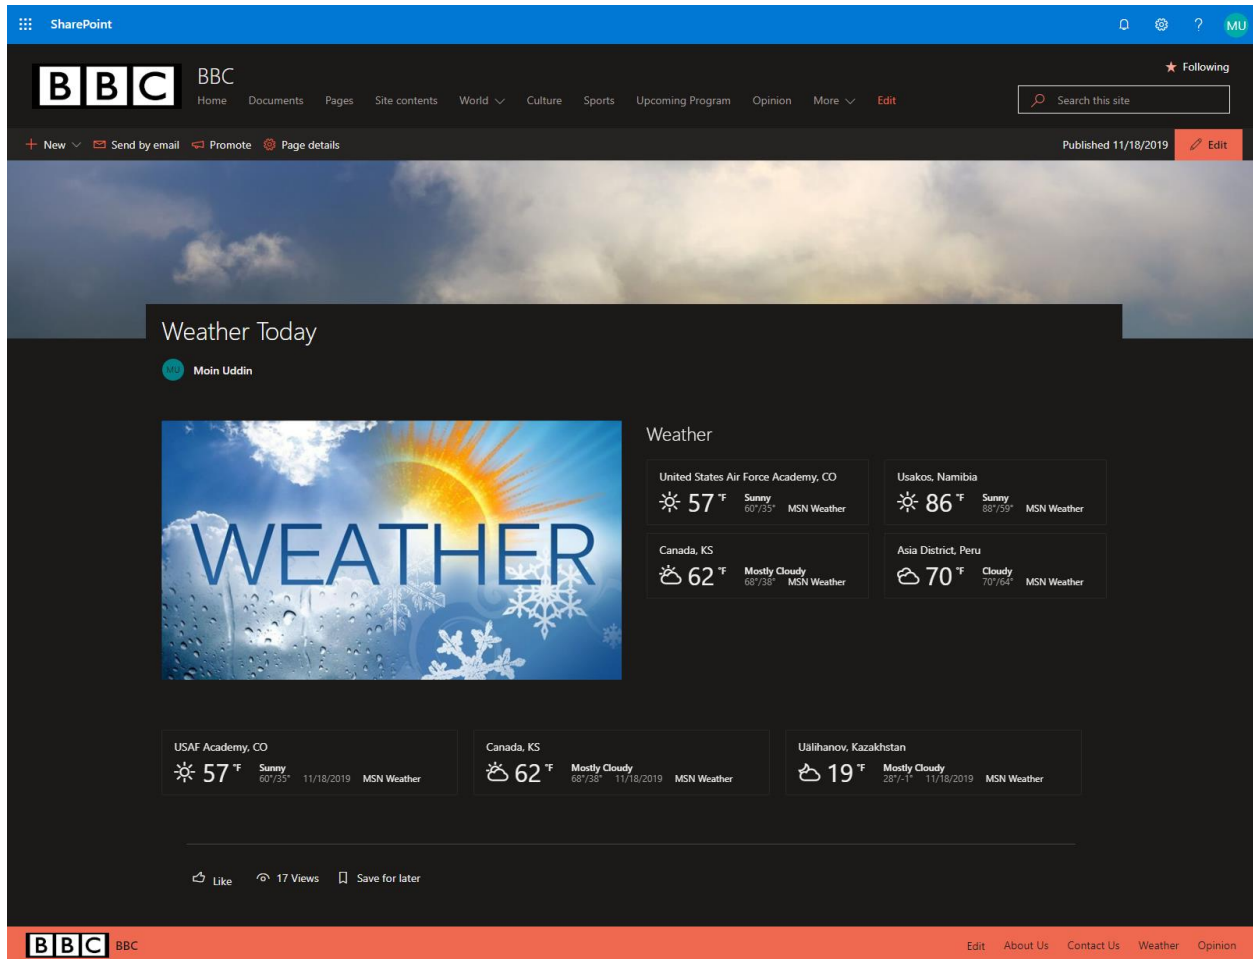 SharePoint
MU
BBC
BBC
Following
Home Documents Pages Site contents World Culture Sports Upcoming Program Opinion More Edit
Search this site
New Send by email Promote Page details
Published 11/18/2019 Edit
Weather Today
MU Moin Uddin
WEATHER
Weather
United States Air Force Academy, CO
57 °F Sunny
60°/35° MSN Weather
Usakos, Namibia
86 °F Sunny
88°/59° MSN Weather
Canada, KS
62 °F Mostly Cloudy
68°/38° MSN Weather
Asia District, Peru
70 °F Cloudy
70°/64° MSN Weather
USAF Academy, CO
57 °F Sunny
60°/35° 11/18/2019 MSN Weather
Canada, KS
62 °F Mostly Cloudy
68°/38° 11/18/2019 MSN Weather
Uälihanov, Kazakhstan
19 °F Mostly Cloudy
28°/-1° 11/18/2019 MSN Weather
Like 17 Views Save for later
BBC BBC
Edit About Us Contact Us Weather Opinion